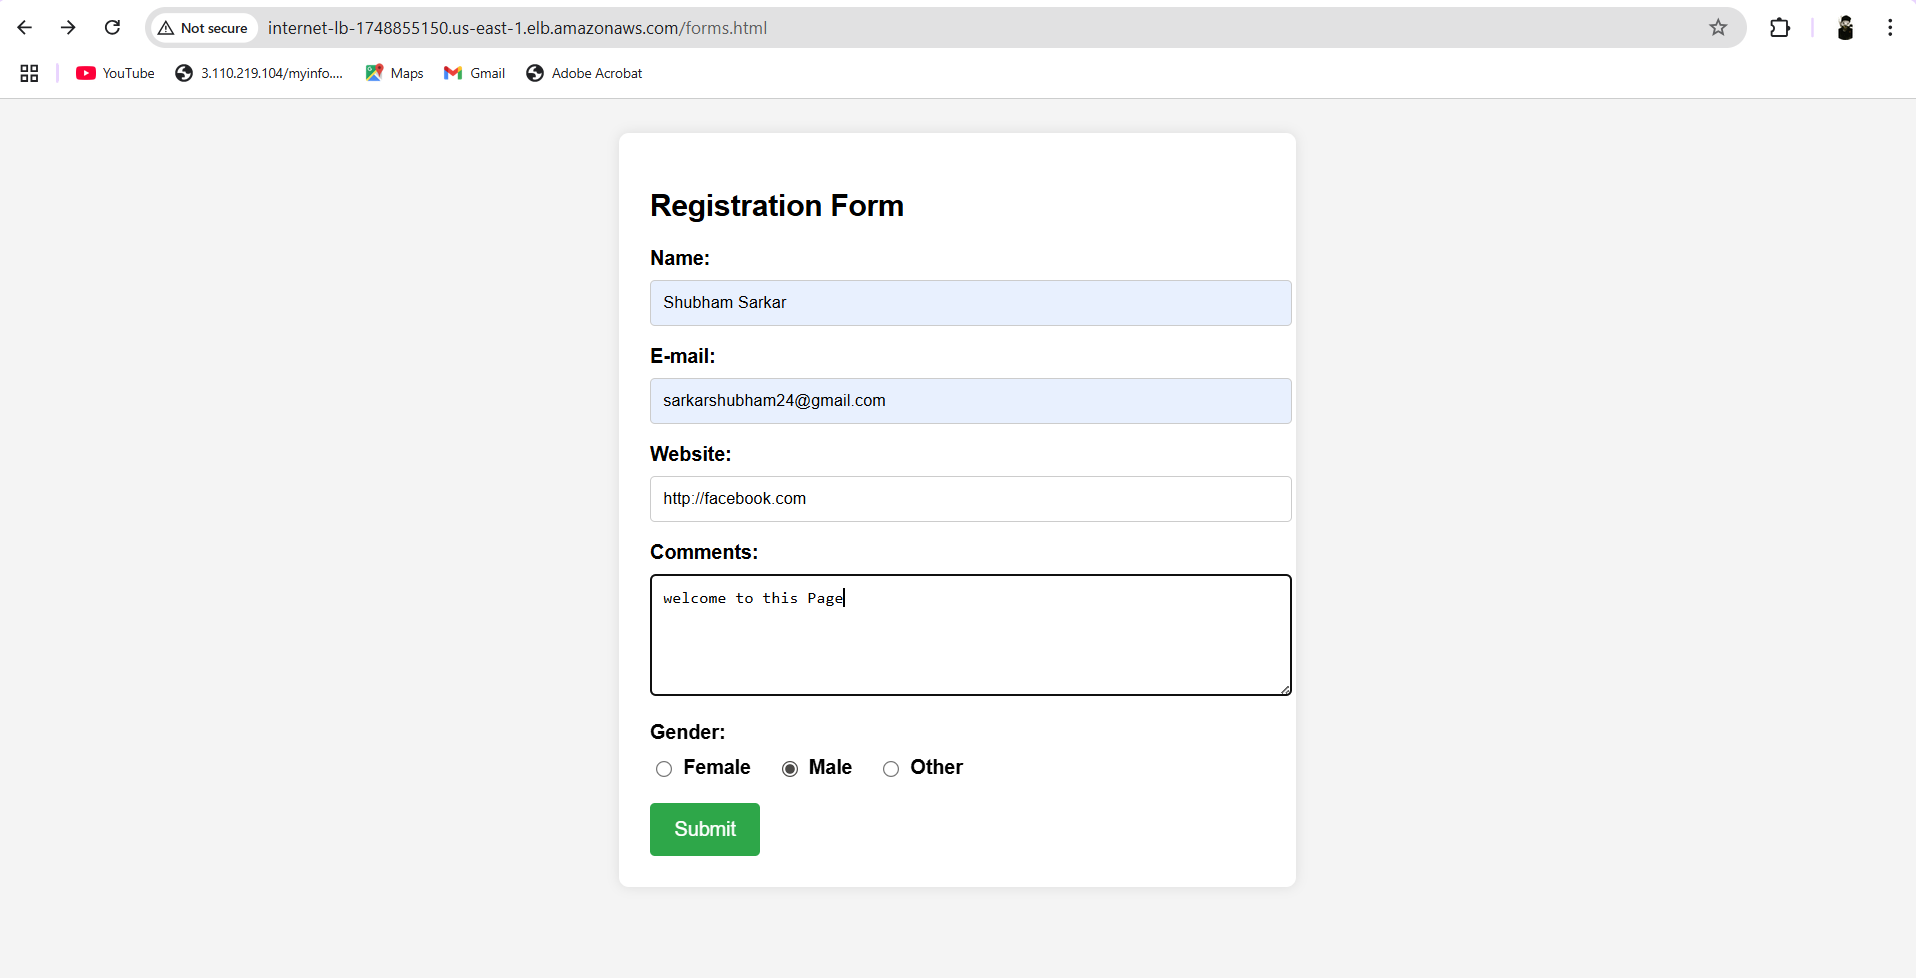 Not secure internet-lb-1748855150.us-east-1.elb.amazonaws.com/forms.html
YouTube 3.110.219.104/myinfo.... Maps Gmail Adobe Acrobat
Registration Form
Name:
Shubham Sarkar
E-mail:
sarkarshubham24@gmail.com
Website:
http://facebook.com
Comments:
welcome to this Page
Gender:
Female Male Other
Submit